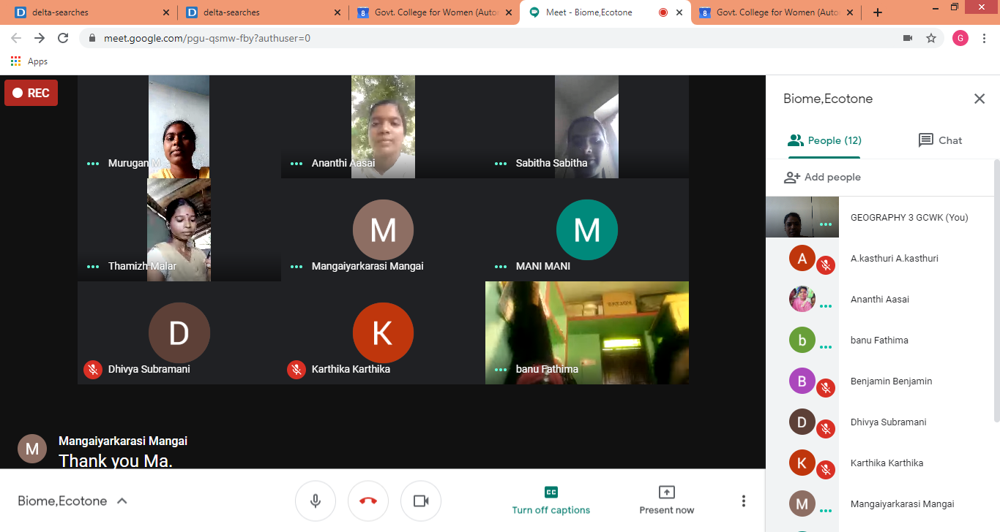 delta-searches
delta-searches
Govt. College for Women (Auto
Meet - Biome,Ecotone
Govt. College for Women (Auto
meet.google.com/pgu-qsmw-fby?authuser=0
G
Apps
REC
Murugan M
Ananthi Aasai
Sabitha Sabitha
Thamizh Malar
M
Mangaiyarkarasi Mangai
M
MANI MANI
D
Dhivya Subramani
K
Karthika Karthika
banu Fathima
M
Mangaiyarkarasi Mangai
Thank you Ma.
Biome,Ecotone
CC
Turn off captions
Present now
Biome,Ecotone
People (12)
Chat
Add people
GEOGRAPHY 3 GCWK (You)
A
A.kasthuri A.kasthuri
Ananthi Aasai
b
banu Fathima
B
Benjamin Benjamin
D
Dhivya Subramani
K
Karthika Karthika
M
Mangaiyarkarasi Mangai